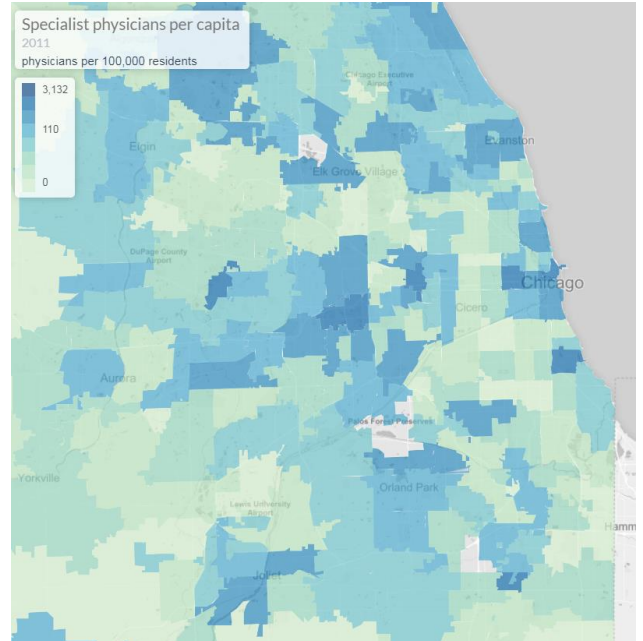 Specialist physicians per capita
2011
physicians per 100,000 residents
3,132
110
0
Chicago Executive
Airport
Evanston
Elgin
Elk Grove Village
DuPage County
Airport
Chicago
Cicero
Aurora
Palos Forest Preserves
Yorkville
Orland Park
Lewis University
Airport
Hamm
Joliet